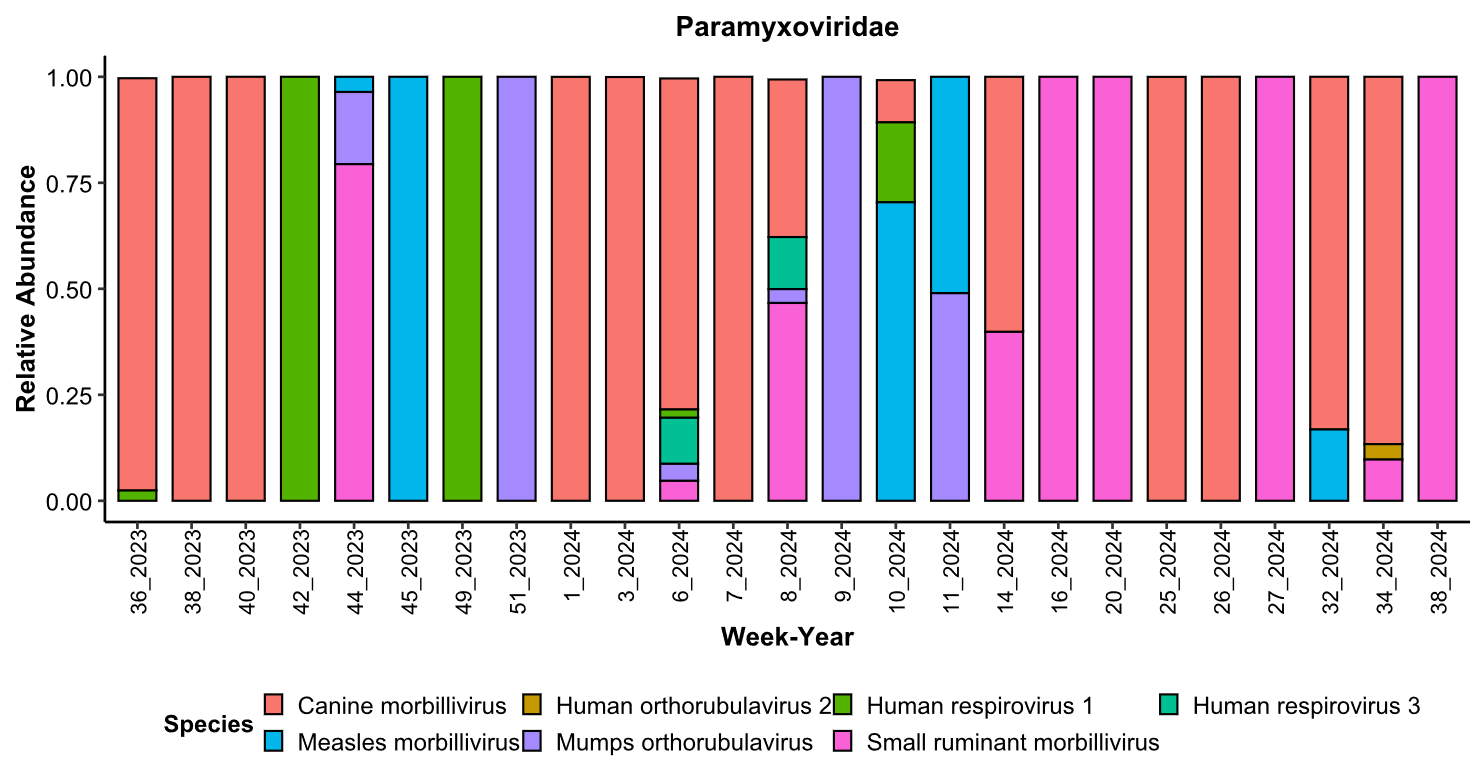 Paramyxoviridae
Relative Abundance
1.00
0.75
0.50
0.25
0.00
36_2023 38_2023 40_2023 42_2023 44_2023 45_2023 49_2023 51_2023 1_2024 3_2024 6_2024 7_2024 8_2024 9_2024 10_2024 11_2024 14_2024 16_2024 20_2024 25_2024 26_2024 27_2024 32_2024 34_2024 38_2024
Week-Year
Species
Canine morbillivirus Human orthorubulavirus 2 Human respirovirus 1 Human respirovirus 3
Measles morbillivirus Mumps orthorubulavirus Small ruminant morbillivirus